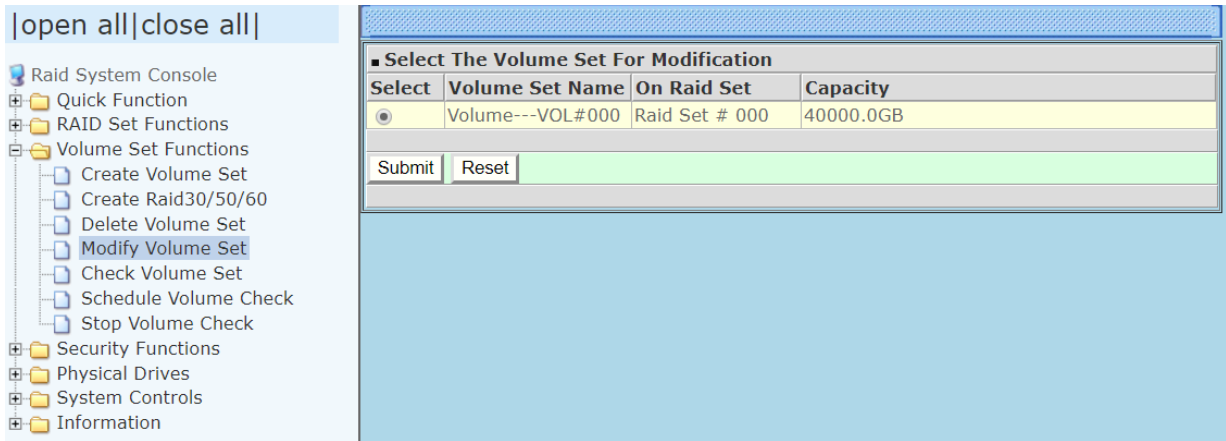 |open all|close all|
Raid System Console
Quick Function
RAID Set Functions
Volume Set Functions
Create Volume Set
Create Raid30/50/60
Delete Volume Set
Modify Volume Set
Check Volume Set
Schedule Volume Check
Stop Volume Check
Security Functions
Physical Drives
System Controls
Information
Select The Volume Set For Modification
Select Volume Set Name On Raid Set Capacity
Volume---VOL#000 Raid Set # 000 40000.0GB
Submit Reset